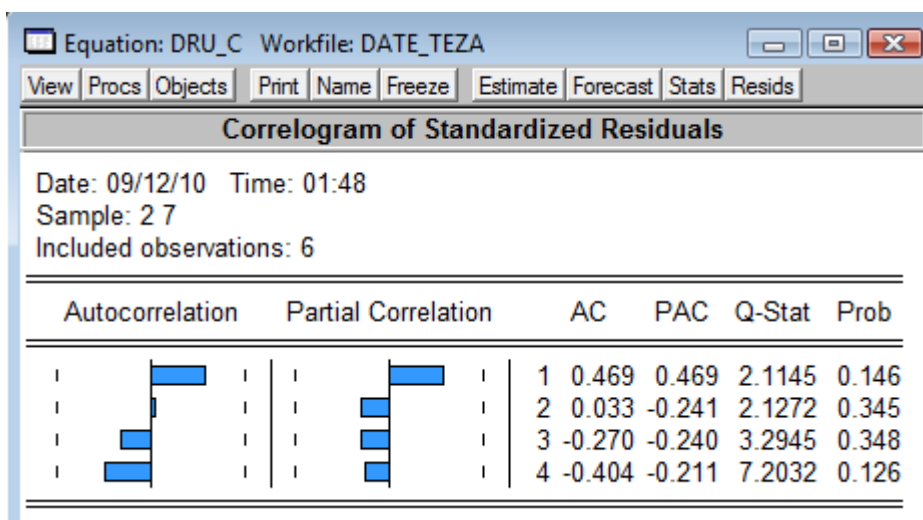 Equation: DRU_C Workfile: DATE_TEZA
View Procs Objects Print Name Freeze Estimate Forecast Stats Resids
Correlogram of Standardized Residuals
Date: 09/12/10 Time: 01:48
Sample: 2 7
Included observations: 6
Autocorrelation Partial Correlation AC PAC Q-Stat Prob
1 0.469 0.469 2.1145 0.146
2 0.033 -0.241 2.1272 0.345
3 -0.270 -0.240 3.2945 0.348
4 -0.404 -0.211 7.2032 0.126